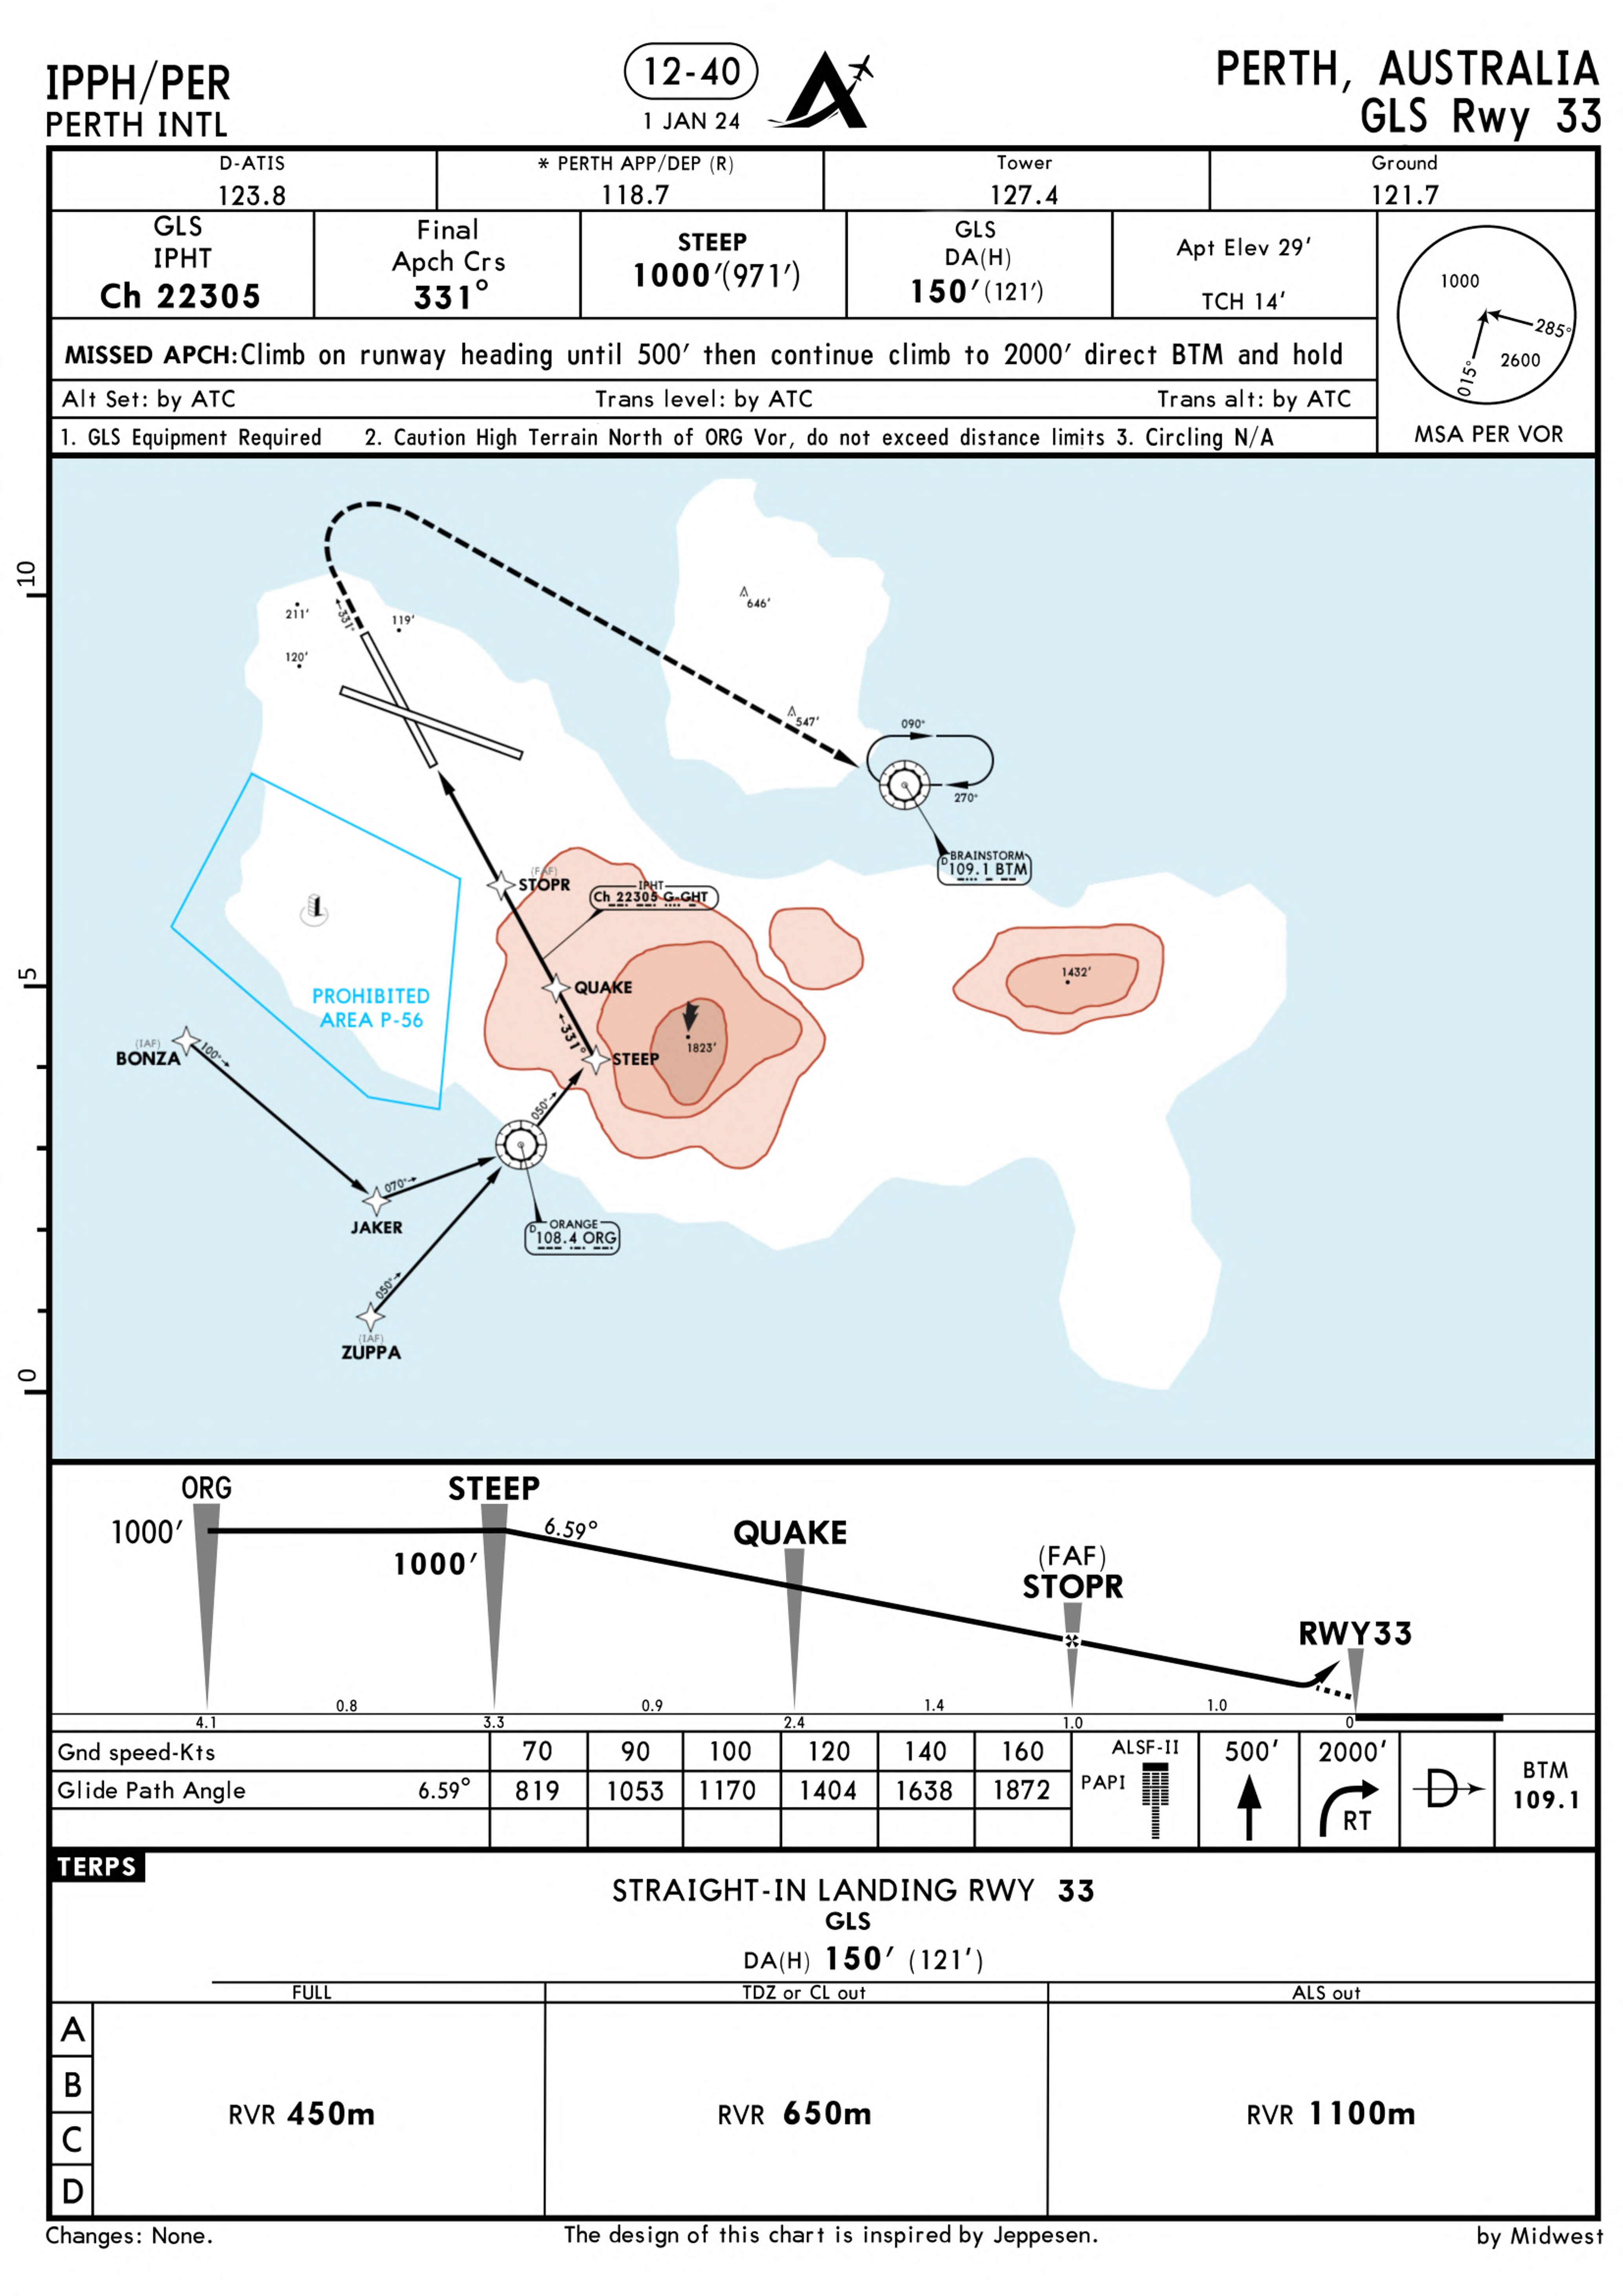 IPPH/PER
PERTH INTL
12-40
1 JAN 24
PERTH, AUSTRALIA
GLS Rwy 33
D-ATIS
123.8
* PERTH APP/DEP (R)
118.7
Tower
127.4
Ground
121.7
GLS
IPHT
Ch 22305
Final
Apch Crs
331°
STEEP
1000′(971′)
GLS
DA(H)
150′(121′)
Apt Elev 29′
TCH 14′
1000
285°
2600
015°
MSA PER VOR
MISSED APCH:Climb on runway heading until 500′ then continue climb to 2000′ direct BTM and hold
Alt Set: by ATC Trans level: by ATC Trans alt: by ATC
1. GLS Equipment Required 2. Caution High Terrain North of ORG Vor, do not exceed distance limits 3. Circling N/A
10
5
0
211′
331°
119′
120′
646′
547′
090°
270°
BRAINSTORM
D 109.1 BTM
(FAF)
STOPR
IPHT
Ch 22305 G-GHT
QUAKE
331°
STEEP
1823′
1432′
PROHIBITED
AREA P-56
(IAF)
BONZA
100°
050°
070°
JAKER
ORANGE
D 108.4 ORG
050°
(IAF)
ZUPPA
ORG
1000′
STEEP
1000′
6.59°
QUAKE
(FAF)
STOPR
RWY33
0.8 0.9 1.4 1.0
4.1 3.3 2.4 1.0 0
Gnd speed-Kts 70 90 100 120 140 160
Glide Path Angle 6.59° 819 1053 1170 1404 1638 1872
ALSF-II
PAPI
500′
2000′
RT
D
BTM
109.1
TERPS
STRAIGHT-IN LANDING RWY 33
GLS
DA(H) 150′ (121′)
FULL TDZ or CL out ALS out
A
B
C
D
RVR 450m RVR 650m RVR 1100m
Changes: None. The design of this chart is inspired by Jeppesen. by Midwest